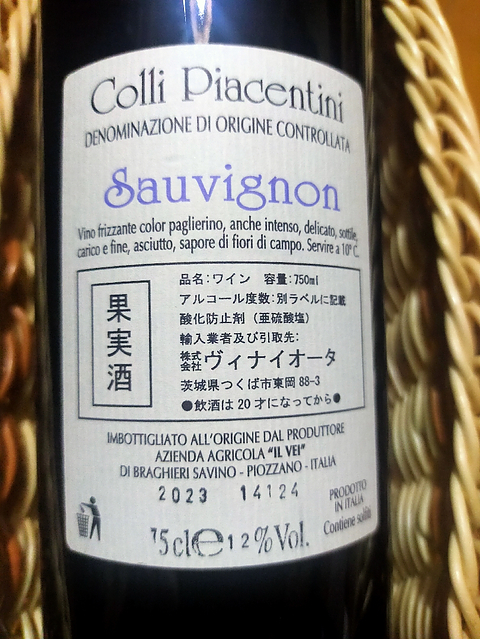 Colli Piacentini
DENOMINAZIONE DI ORIGINE CONTROLLATA
Sauvignon
Vino frizzante color paglierino, anche intenso, delicato, sottile,
carico e fine, asciutto, sapore di fiori di campo. Servire a 10° C.
果実酒
品名:ワイン 容量:750ml
アルコール度数:別ラベルに記載
酸化防止剤(亜硫酸塩)
輸入業者及び引取先:
株式会社ヴィナイオータ
茨城県つくば市東岡 88-3
●飲酒は 20 才になってから●
IMBOTTIGLIATO ALL'ORIGINE DAL PRODUTTORE
AZIENDA AGRICOLA "IL VEI"
DI BRAGHIERI SAVINO - PIOZZANO - ITALIA
2023 14124
PRODOTTO
IN ITALIA
Contiene solfiti
75cl e 12%Vol.